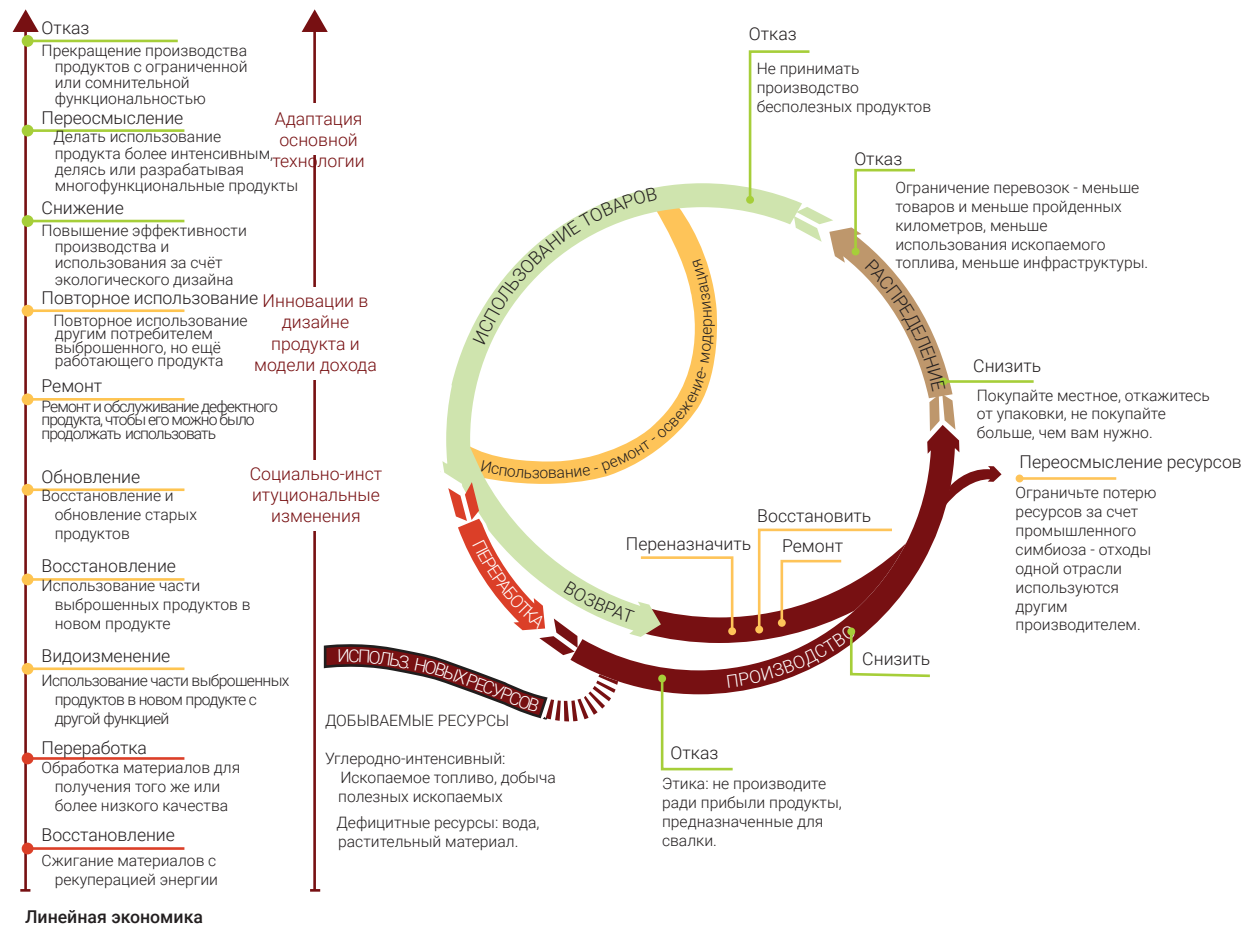 Отказ
Прекращение производства
продуктов с ограниченной
или сомнительной
функциональностью
Переосмысление
Делать использование
продукта более интенсивным,
делясь или разрабатывая
многофункциональные продукты
Снижение
Повышение эффективности
производства и
использования за счёт
экологического дизайна
Повторное использование
Повторное использование
другим потребителем
выброшенного, но ещё
работающего продукта
Ремонт
Ремонт и обслуживание дефектного
продукта, чтобы его можно было
продолжать использовать
Обновление
Восстановление и
обновление старых
продуктов
Восстановление
Использование части
выброшенных продуктов в
новом продукте
Видоизменение
Использование части выброшенных
продуктов в новом продукте с
другой функцией
Переработка
Обработка материалов для
получения того же или
более низкого качества
Восстановление
Сжигание материалов с
рекуперацией энергии
Линейная экономика
Адаптация
основной
технологии
Инновации в
дизайне
продукта и
модели дохода
Социально-инст
итуциональные
изменения
Отказ
Не принимать
производство
бесполезных продуктов
Отказ
Ограничение перевозок - меньше
товаров и меньше пройденных
километров, меньше
использования ископаемого
топлива, меньше инфраструктуры.
ИСПОЛЬЗОВАНИЕ ТОВАРОВ
РАСПРЕДЕЛЕНИЕ
Использование - ремонт - освежение- модернизация
Снизить
Покупайте местное, откажитесь
от упаковки, не покупайте
больше, чем вам нужно.
Переосмысление ресурсов
Ограничьте потерю
ресурсов за счет
промышленного
симбиоза - отходы
одной отрасли
используются
другим
производителем.
Переназначить
Восстановить
Ремонт
ПЕРЕРАБОТКА
ВОЗВРАТ
ПРОИЗВОДСТВО
Снизить
ИСПОЛЬЗ. НОВЫХ РЕСУРСОВ
ДОБЫВАЕМЫЕ РЕСУРСЫ
Углеродно-интенсивный:
Ископаемое топливо, добыча
полезных ископаемых
Дефицитные ресурсы: вода,
растительный материал.
Отказ
Этика: не производите
ради прибыли продукты,
предназначенные для
свалки.